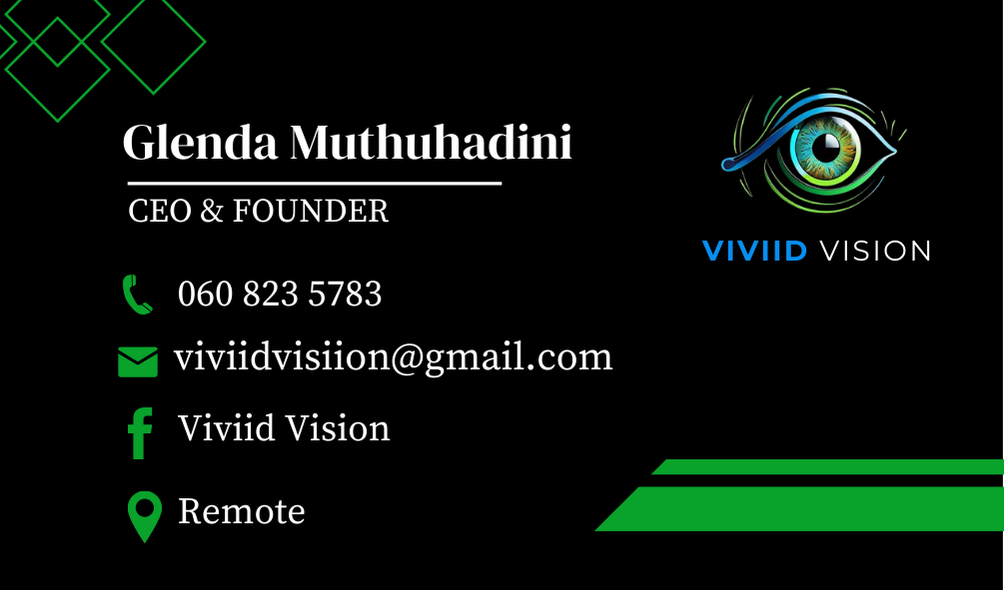 Glenda Muthuhadini
CEO & FOUNDER
060 823 5783
viviidvisiion@gmail.com
Viviid Vision
Remote
VIVIID VISION